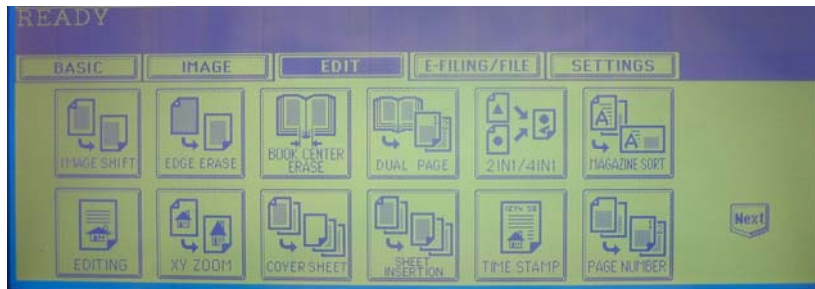 READY
BASIC IMAGE EDIT E-FILING/FILE SETTINGS
IMAGE SHIFT
EDGE ERASE
BOOK CENTER
ERASE
DUAL PAGE
2IN1/4IN1
MAGAZINE SORT
EDITING
XY ZOOM
COVER SHEET
SHEET
INSERTION
TIME STAMP
PAGE NUMBER
Next